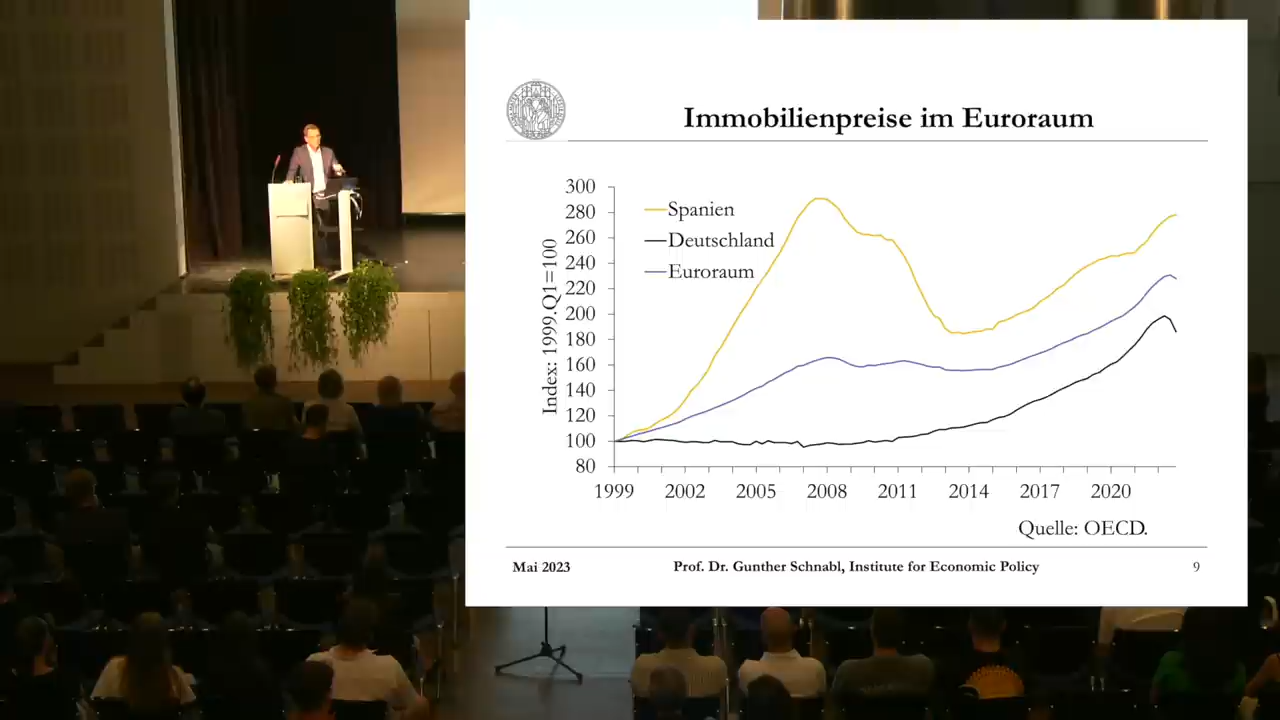 Immobilienpreise im Euroraum
300
280
260
240
220
200
180
160
140
120
100
80
Index: 1999.Q1=100
Spanien
Deutschland
Euroraum
1999 2002 2005 2008 2011 2014 2017 2020
Quelle: OECD.
Mai 2023 Prof. Dr. Gunther Schnabl, Institute for Economic Policy 9